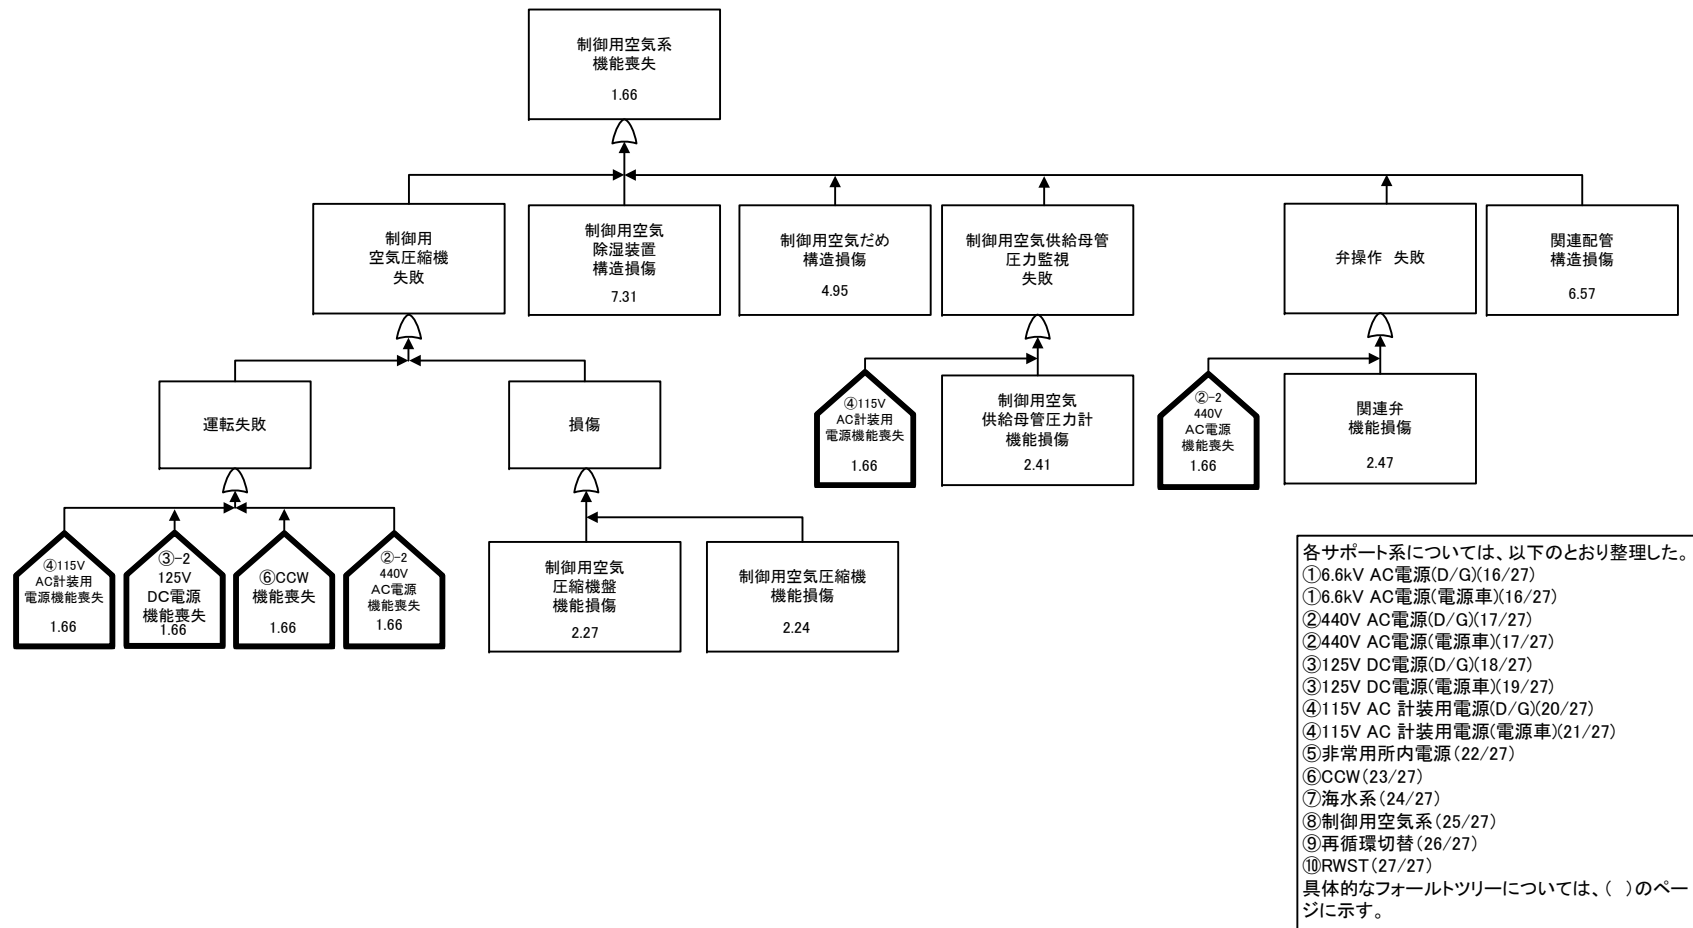 制御用空気系
機能喪失
1.66
制御用
空気圧縮機
失敗
制御用空気
除湿装置
構造損傷
7.31
制御用空気だめ
構造損傷
4.95
制御用空気供給母管
圧力監視
失敗
弁操作 失敗
関連配管
構造損傷
6.57
運転失敗
損傷
④115V
AC計装用
電源機能喪失
1.66
制御用空気
供給母管圧力計
機能損傷
2.41
②-2
440V
AC電源
機能喪失
1.66
関連弁
機能損傷
2.47
④115V
AC計装用
電源機能喪失
1.66
③-2
125V
DC電源
機能喪失
1.66
⑥CCW
機能喪失
1.66
②-2
440V
AC電源
機能喪失
1.66
制御用空気
圧縮機盤
機能損傷
2.27
制御用空気圧縮機
機能損傷
2.24
各サポート系については、以下のとおり整理した。
①6.6kV AC電源(D/G)(16/27)
①6.6kV AC電源(電源車)(16/27)
②440V AC電源(D/G)(17/27)
②440V AC電源(電源車)(17/27)
③125V DC電源(D/G)(18/27)
③125V DC電源(電源車)(19/27)
④115V AC 計装用電源(D/G)(20/27)
④115V AC 計装用電源(電源車)(21/27)
⑤非常用所内電源(22/27)
⑥CCW(23/27)
⑦海水系(24/27)
⑧制御用空気系(25/27)
⑨再循環切替(26/27)
⑩RWST(27/27)
具体的なフォールトツリーについては、( )のペー
ジに示す。